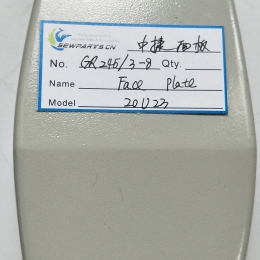 SEWPARTS.CN 中捷面板
No. GR245/3-8 Qty.
Name Face Plate
Model 20U23